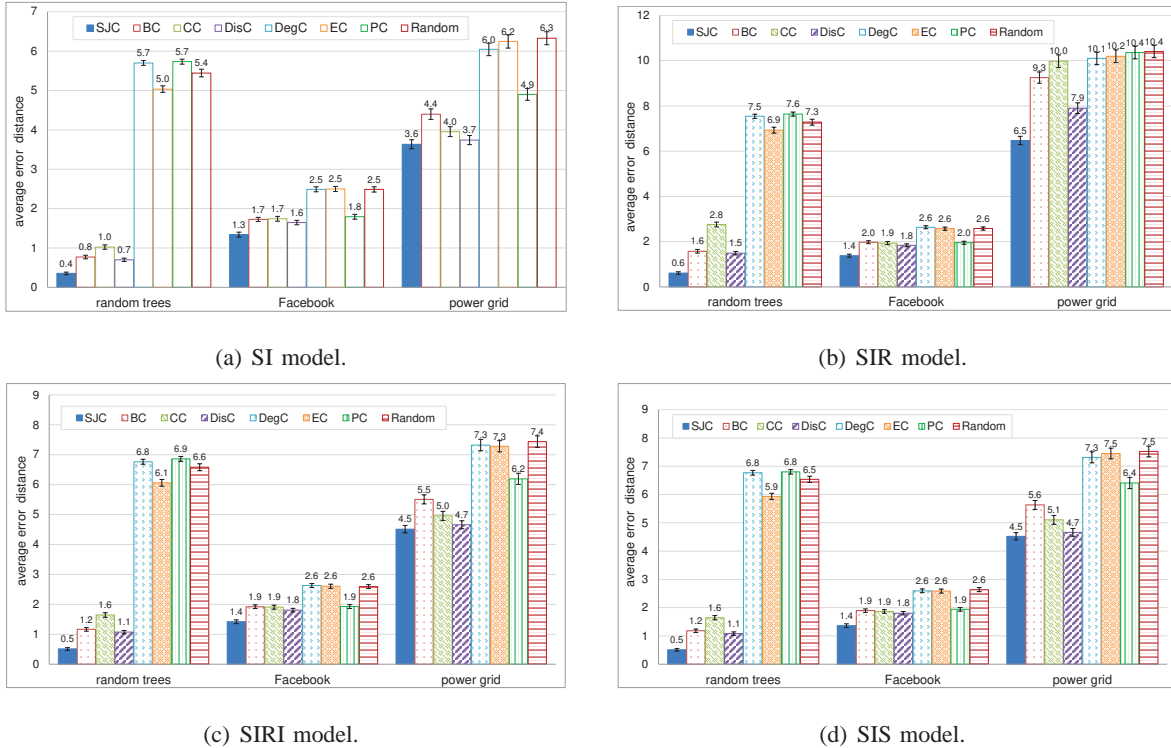 7
6
5
4
3
2
1
0
average error distance
SJC BC CC DisC DegC EC PC Random
0.4 0.8 1.0 0.7 5.7 5.0 5.7 5.4
1.3 1.7 1.7 1.6 2.5 2.5 1.8 2.5
3.6 4.4 4.0 3.7 6.0 6.2 4.9 6.3
random trees Facebook power grid
(a) SI model.
12
10
8
6
4
2
0
average error distance
SJC BC CC DisC DegC EC PC Random
0.6 1.6 2.8 1.5 7.5 6.9 7.6 7.3
1.4 2.0 1.9 1.8 2.6 2.6 2.0 2.6
6.5 9.3 10.0 7.9 10.1 10.2 10.4 10.4
random trees Facebook power grid
(b) SIR model.
9
8
7
6
5
4
3
2
1
0
average error distance
SJC BC CC DisC DegC EC PC Random
0.5 1.2 1.6 1.1 6.8 6.1 6.9 6.6
1.4 1.9 1.9 1.8 2.6 2.6 1.9 2.6
4.5 5.5 5.0 4.7 7.3 7.3 6.2 7.4
random trees Facebook power grid
(c) SIRI model.
9
8
7
6
5
4
3
2
1
0
average error distance
SJC BC CC DisC DegC EC PC Random
0.5 1.2 1.6 1.1 6.8 5.9 6.8 6.5
1.4 1.9 1.9 1.8 2.6 2.6 1.9 2.6
4.5 5.6 5.1 4.7 7.3 7.5 6.4 7.5
random trees Facebook power grid
(d) SIS model.